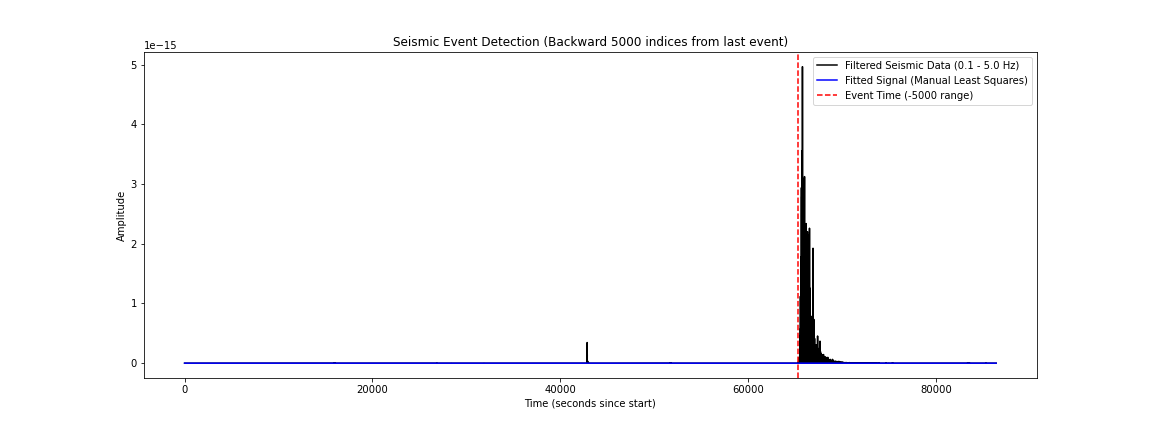 Seismic Event Detection (Backward 5000 indices from last event)
1e−15
Filtered Seismic Data (0.1 - 5.0 Hz)
Fitted Signal (Manual Least Squares)
Event Time (-5000 range)
5
4
3
2
1
0
Amplitude
0 20000 40000 60000 80000
Time (seconds since start)